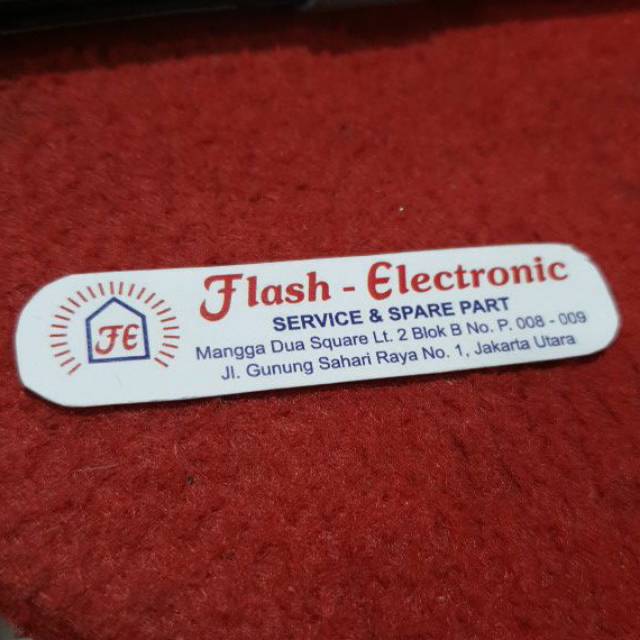 FE
Flash - Electronic
SERVICE & SPARE PART
Mangga Dua Square Lt. 2 Blok B No. P. 008 - 009
Jl. Gunung Sahari Raya No. 1, Jakarta Utara